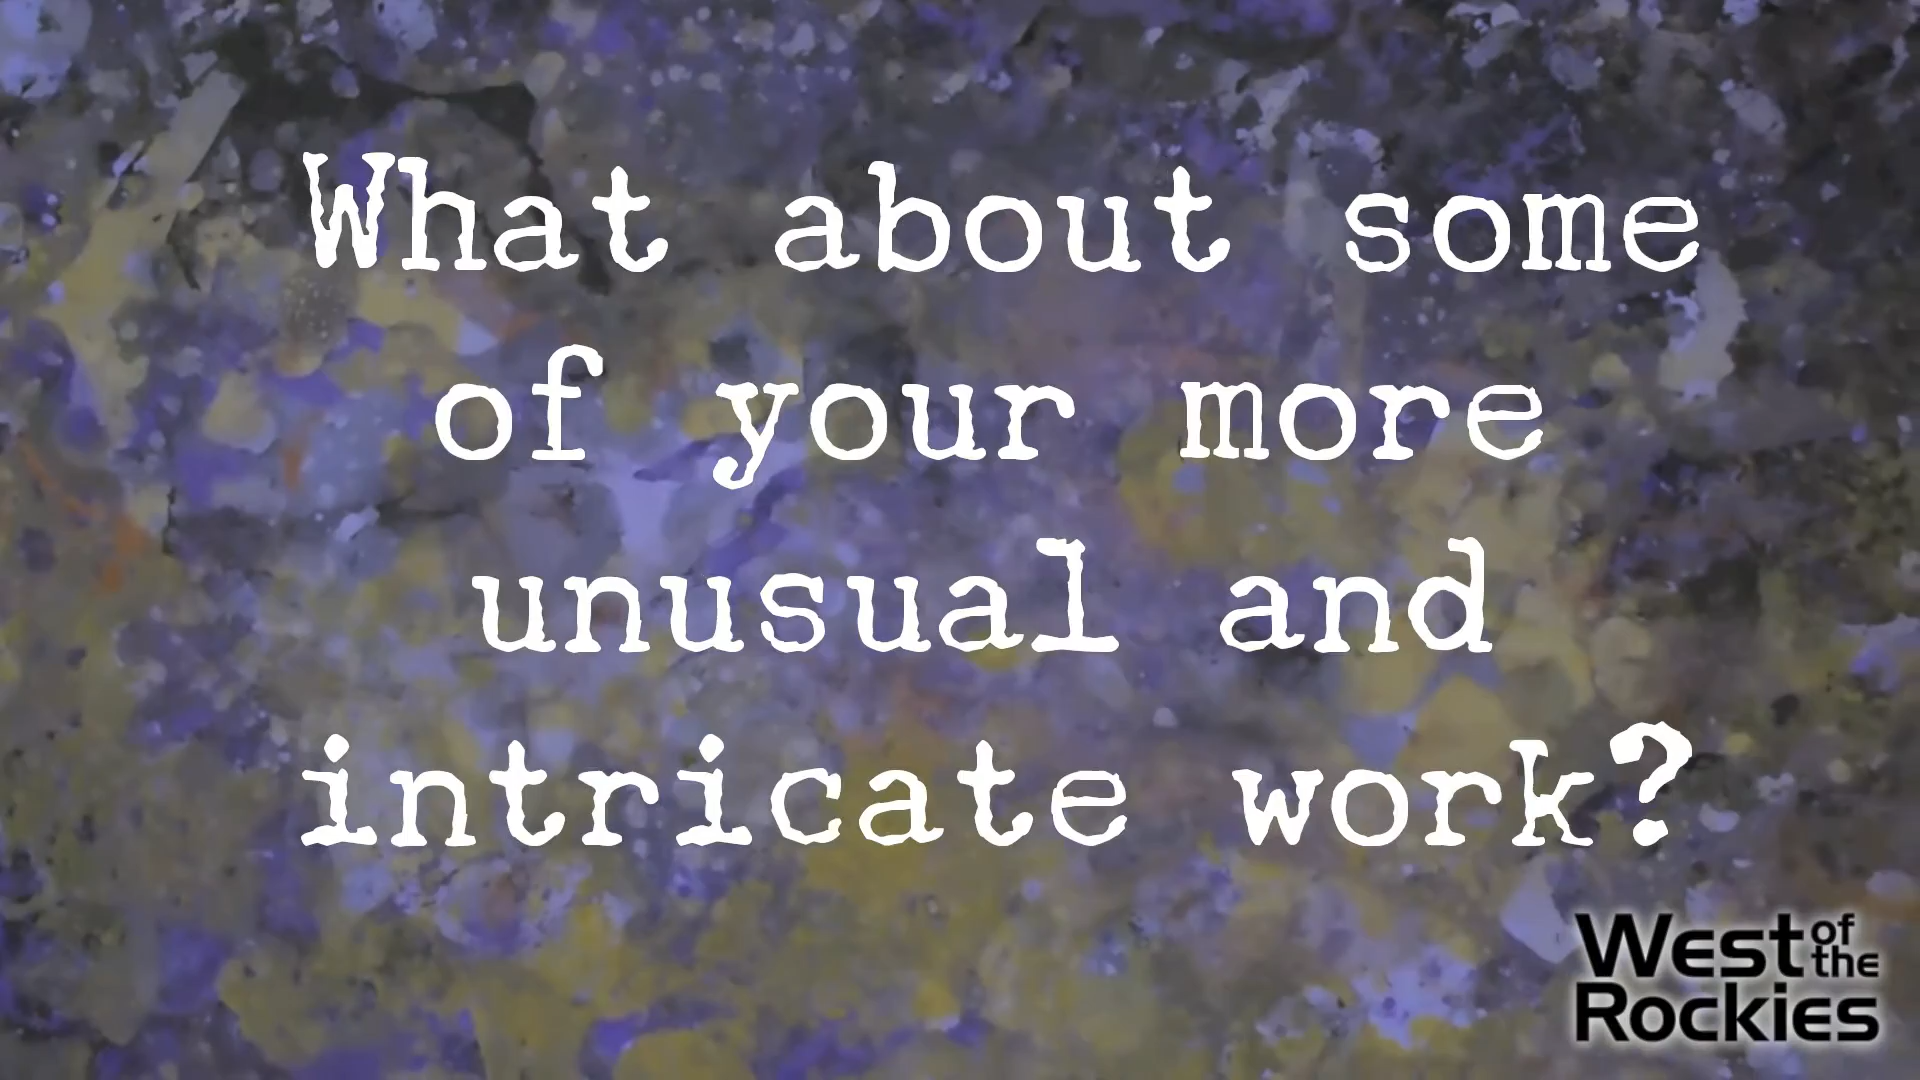 What about some
of your more
unusual and
intricate work?
West of the
Rockies